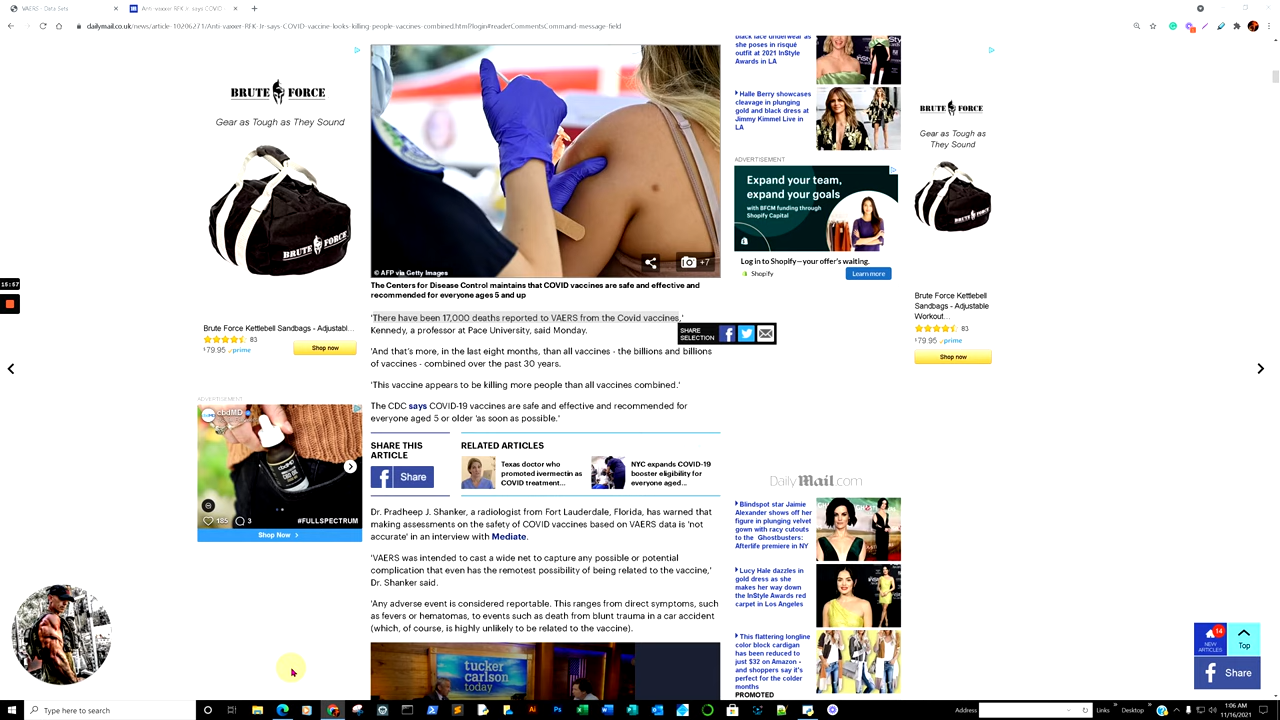 VAERS - Data Sets
Anti-vaxxer RFK Jr says COVID
dailymail.co.uk/news/article-10206271/Anti-vaxxer-RFK-Jr-says-COVID-vaccine-looks-killing-people-vaccines-combined.html?login#readerCommentsCommand-message-field
BRUTE FORCE
Gear as Tough as They Sound
BRUTE FORCE
Brute Force Kettlebell Sandbags - Adjustabl...
83
$79.95 prime
Shop now
15:57
ADVERTISEMENT
cbdMD
185
3
#FULLSPECTRUM
Shop Now >
+7
© AFP via Getty Images
The Centers for Disease Control maintains that COVID vaccines are safe and effective and
recommended for everyone ages 5 and up
'There have been 17,000 deaths reported to VAERS from the Covid vaccines,'
Kennedy, a professor at Pace University, said Monday.
SHARE
SELECTION
'And that's more, in the last eight months, than all vaccines - the billions and billions
of vaccines - combined over the past 30 years.
'This vaccine appears to be killing more people than all vaccines combined.'
The CDC says COVID-19 vaccines are safe and effective and recommended for
everyone aged 5 or older 'as soon as possible.'
SHARE THIS
ARTICLE
Share
RELATED ARTICLES
Texas doctor who
promoted ivermectin as
COVID treatment...
NYC expands COVID-19
booster eligibility for
everyone aged...
Dr. Pradheep J. Shanker, a radiologist from Fort Lauderdale, Florida, has warned that
making assessments on the safety of COVID vaccines based on VAERS data is 'not
accurate' in an interview with Mediate.
'VAERS was intended to cast a wide net to capture any possible or potential
complication that even has the remotest possibility of being related to the vaccine,'
Dr. Shanker said.
'Any adverse event is considered reportable. This ranges from direct symptoms, such
as fevers or hematomas, to events such as death from blunt trauma in a car accident
(which, of course, is highly unlikely to be related to the vaccine).
tucker
carlson
today
black lace underwear as
she poses in risqué
outfit at 2021 InStyle
Awards in LA
Halle Berry showcases
cleavage in plunging
gold and black dress at
Jimmy Kimmel Live in
LA
ADVERTISEMENT
Expand your team,
expand your goals
with BFCM funding through
Shopify Capital
Log in to Shopify—your offer's waiting.
Shopify
Learn more
Daily Mail.com
Blindspot star Jaimie
Alexander shows off her
figure in plunging velvet
gown with racy cutouts
to the Ghostbusters:
Afterlife premiere in NY
Lucy Hale dazzles in
gold dress as she
makes her way down
the InStyle Awards red
carpet in Los Angeles
This flattering longline
color block cardigan
has been reduced to
just $32 on Amazon -
and shoppers say it's
perfect for the colder
months
PROMOTED
BRUTE FORCE
Gear as Tough as
They Sound
Brute Force Kettlebell
Sandbags - Adjustable
Workout...
83
$79.95 prime
Shop now
14
NEW
ARTICLES
Top
Share
Type here to search
Address
Links
Desktop
1:06 AM
11/16/2021